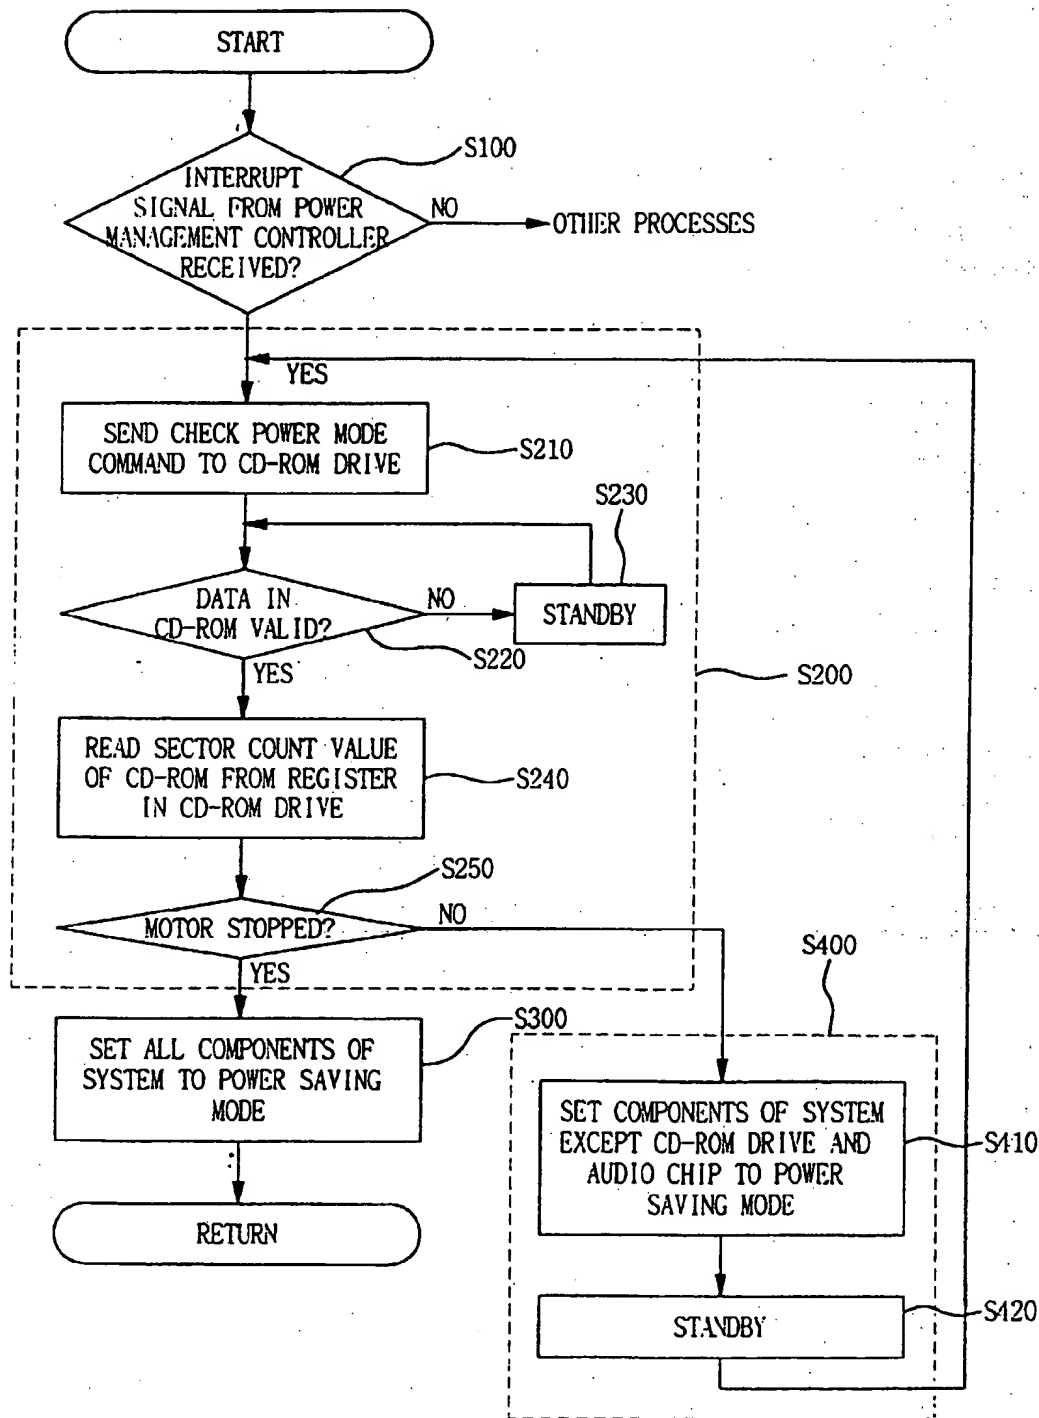 START
S100
INTERRUPT
SIGNAL FROM POWER
MANAGEMENT CONTROLLER
RECEIVED?
NO
OTHER PROCESSES
YES
SEND CHECK POWER MODE
COMMAND TO CD-ROM DRIVE
S210
S230
DATA IN
CD-ROM VALID?
NO
STANDBY
S220
YES
S200
READ SECTOR COUNT VALUE
OF CD-ROM FROM REGISTER
IN CD-ROM DRIVE
S240
S250
MOTOR STOPPED?
NO
YES
S400
S300
SET ALL COMPONENTS OF
SYSTEM TO POWER SAVING
MODE
SET COMPONENTS OF SYSTEM
EXCEPT CD-ROM DRIVE AND
AUDIO CHIP TO POWER
SAVING MODE
S410
RETURN
STANDBY
S420